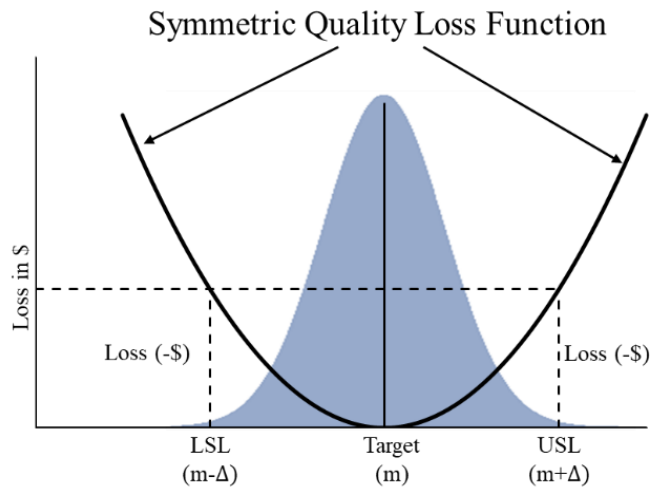 Symmetric Quality Loss Function
Loss in $
Loss (-$)
Loss (-$)
LSL
(m-Δ)
Target
(m)
USL
(m+Δ)